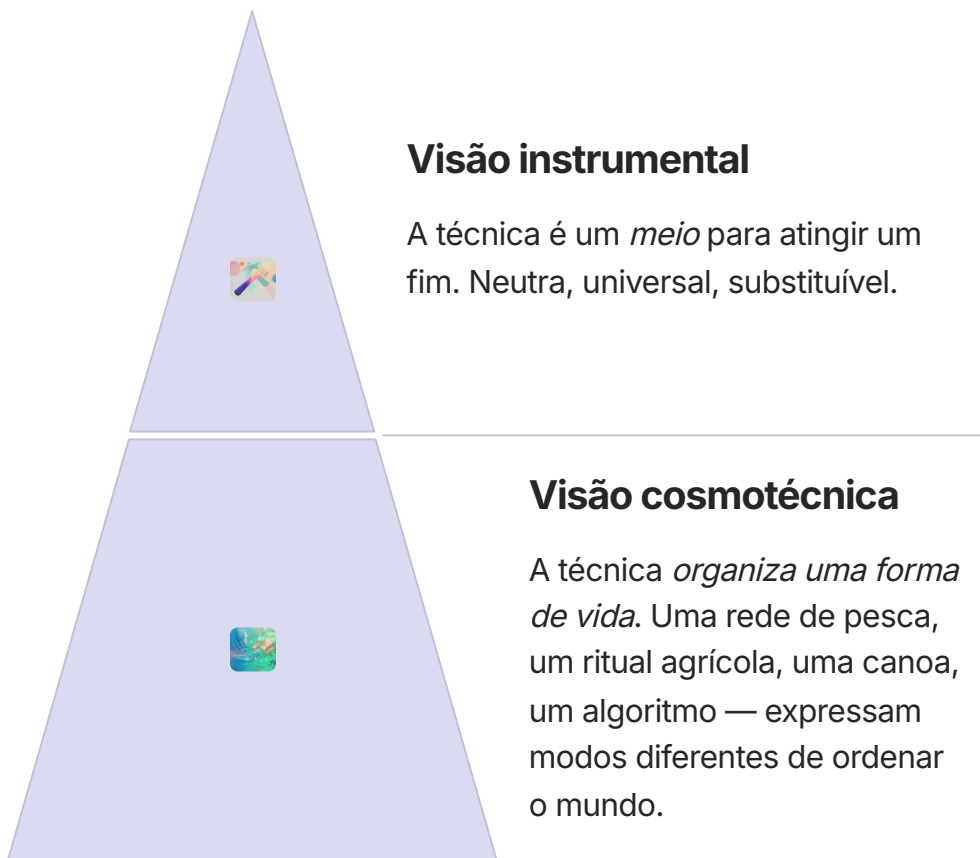 Visão instrumental
A técnica é um meio para atingir um
fim. Neutra, universal, substituível.
Visão cosmotécnica
A técnica organiza uma forma
de vida. Uma rede de pesca,
um ritual agrícola, uma canoa,
um algoritmo — expressam
modos diferentes de ordenar
o mundo.